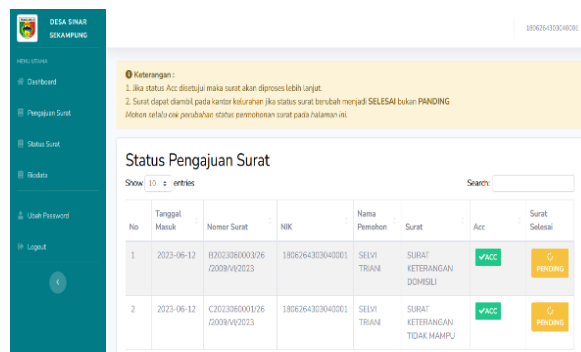 DESA SINAR
SEKAMPUNG
1806264303040001
MENU UTAMA
Dashboard
Pengajuan Surat
Status Surat
Biodata
Ubah Password
Logout
Keterangan :
1. Jika status Acc disetujui maka surat akan diproses lebih lanjut.
2. Surat dapat diambil pada kantor kelurahan jika status surat berubah menjadi SELESAI bukan PANDING
Mohon selalu cek perubahan status permohonan surat pada halaman ini.
Status Pengajuan Surat
Show 10 entries
Search:
No Tanggal Masuk Nomor Surat NIK Nama Pemohon Surat Acc Surat Selesai
1 2023-06-12 B2023060003/26/2009/VI/2023 1806264303040001 SELVI TRIANI SURAT KETERANGAN DOMISILI ✔ACC PENDING
2 2023-06-12 C2023060001/26/2009/VI/2023 1806264303040001 SELVI TRIANI SURAT KETERANGAN TIDAK MAMPU ✔ACC PENDING